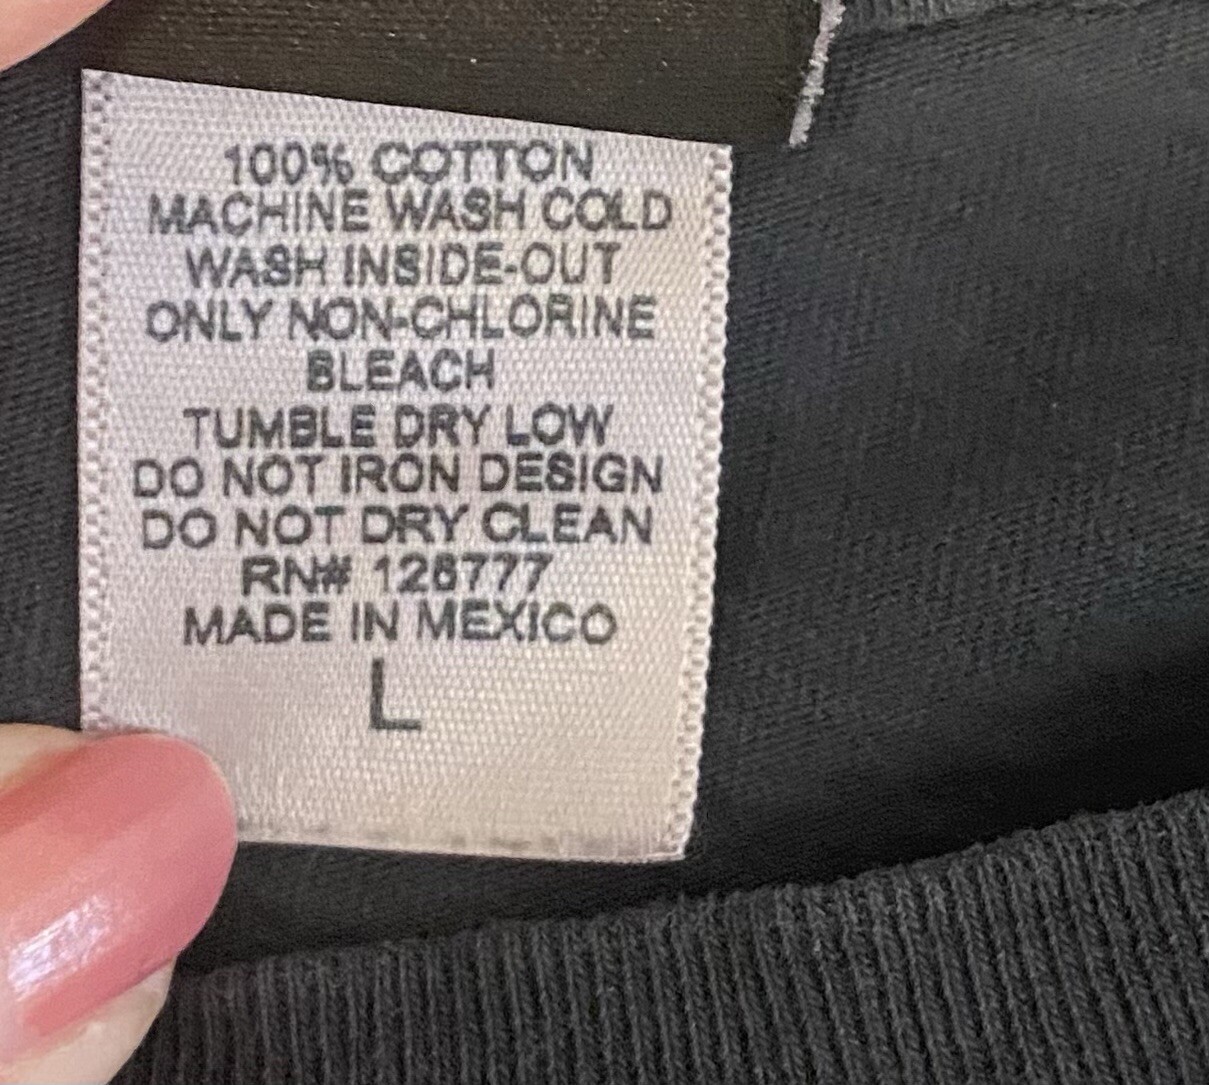 100% COTTON
MACHINE WASH COLD
WASH INSIDE-OUT
ONLY NON-CHLORINE
BLEACH
TUMBLE DRY LOW
DO NOT IRON DESIGN
DO NOT DRY CLEAN
RN# 126777
MADE IN MEXICO
L